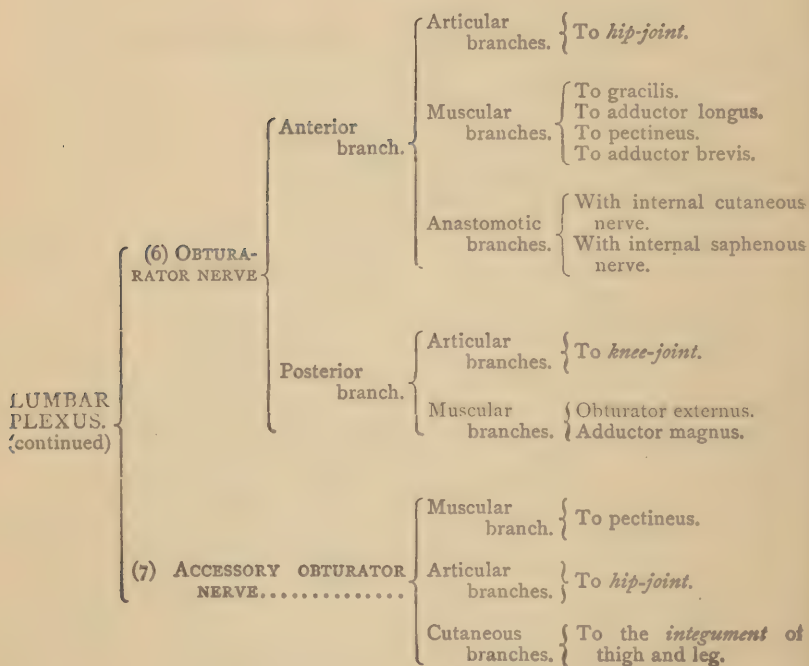 LUMBAR
PLEXUS.
(continued)
(6) OBTURA-
RATOR NERVE
Anterior
branch.
Articular
branches.
To hip-joint.
Muscular
branches.
To gracilis.
To adductor longus.
To pectineus.
To adductor brevis.
Anastomotic
branches.
With internal cutaneous
nerve.
With internal saphenous
nerve.
Posterior
branch.
Articular
branches.
To knee-joint.
Muscular
branches.
Obturator externus.
Adductor magnus.
(7) ACCESSORY OBTURATOR
NERVE..............
Muscular
branch.
To pectineus.
Articular
branches.
To hip-joint.
Cutaneous
branches.
To the integument of
thigh and leg.